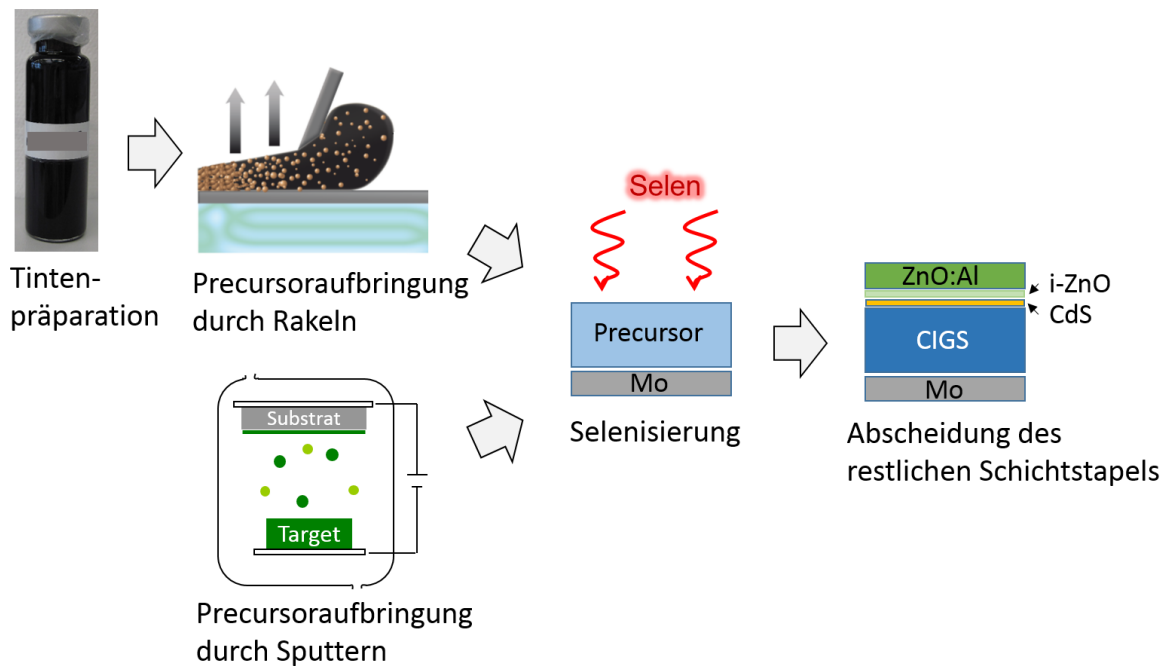 Tinten-
präparation
Precursoraufbringung
durch Rakeln
Substrat
Target
Precursoraufbringung
durch Sputtern
Selen
Precursor
Mo
Selenisierung
ZnO:Al
i-ZnO
CdS
CIGS
Mo
Abscheidung des
restlichen Schichtstapels